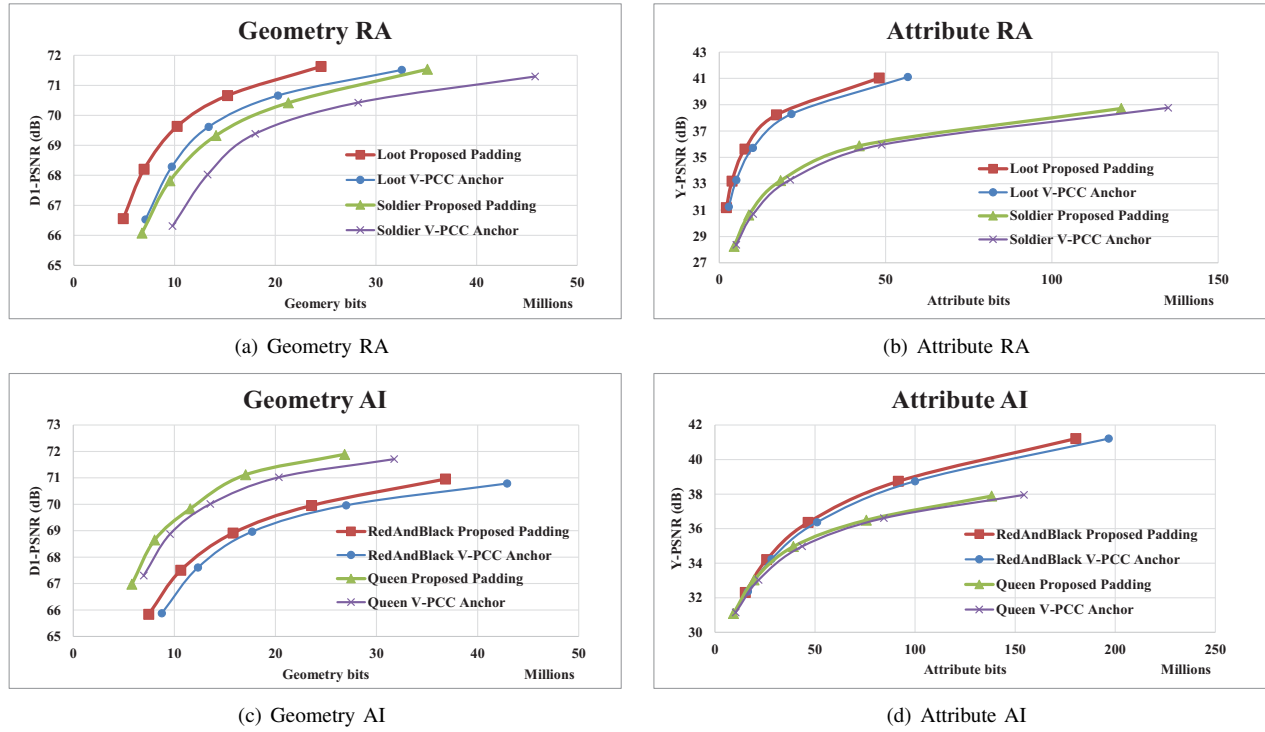 Geometry RA
D1-PSNR (dB)
72
71
70
69
68
67
66
65
0
10
20
30
40
50
Loot Proposed Padding
Loot V-PCC Anchor
Soldier Proposed Padding
Soldier V-PCC Anchor
Geomery bits
Millions
(a) Geometry RA
Attribute RA
Y-PSNR (dB)
43
41
39
36
33
31
28
27
0
50
100
150
Loot Proposed Padding
Loot V-PCC Anchor
Soldier Proposed Padding
Soldier V-PCC Anchor
Attribute bits
Millions
(b) Attribute RA
Geometry AI
D1-PSNR (dB)
73
72
71
70
69
68
67
66
65
0
10
20
30
40
50
RedAndBlack Proposed Padding
RedAndBlack V-PCC Anchor
Queen Proposed Padding
Queen V-PCC Anchor
Geometry bits
Millions
(c) Geometry AI
Attribute AI
Y-PSNR (dB)
42
40
38
36
34
32
30
0
50
100
150
200
250
RedAndBlack Proposed Padding
RedAndBlack V-PCC Anchor
Queen Proposed Padding
Queen V-PCC Anchor
Attribute bits
Millions
(d) Attribute AI